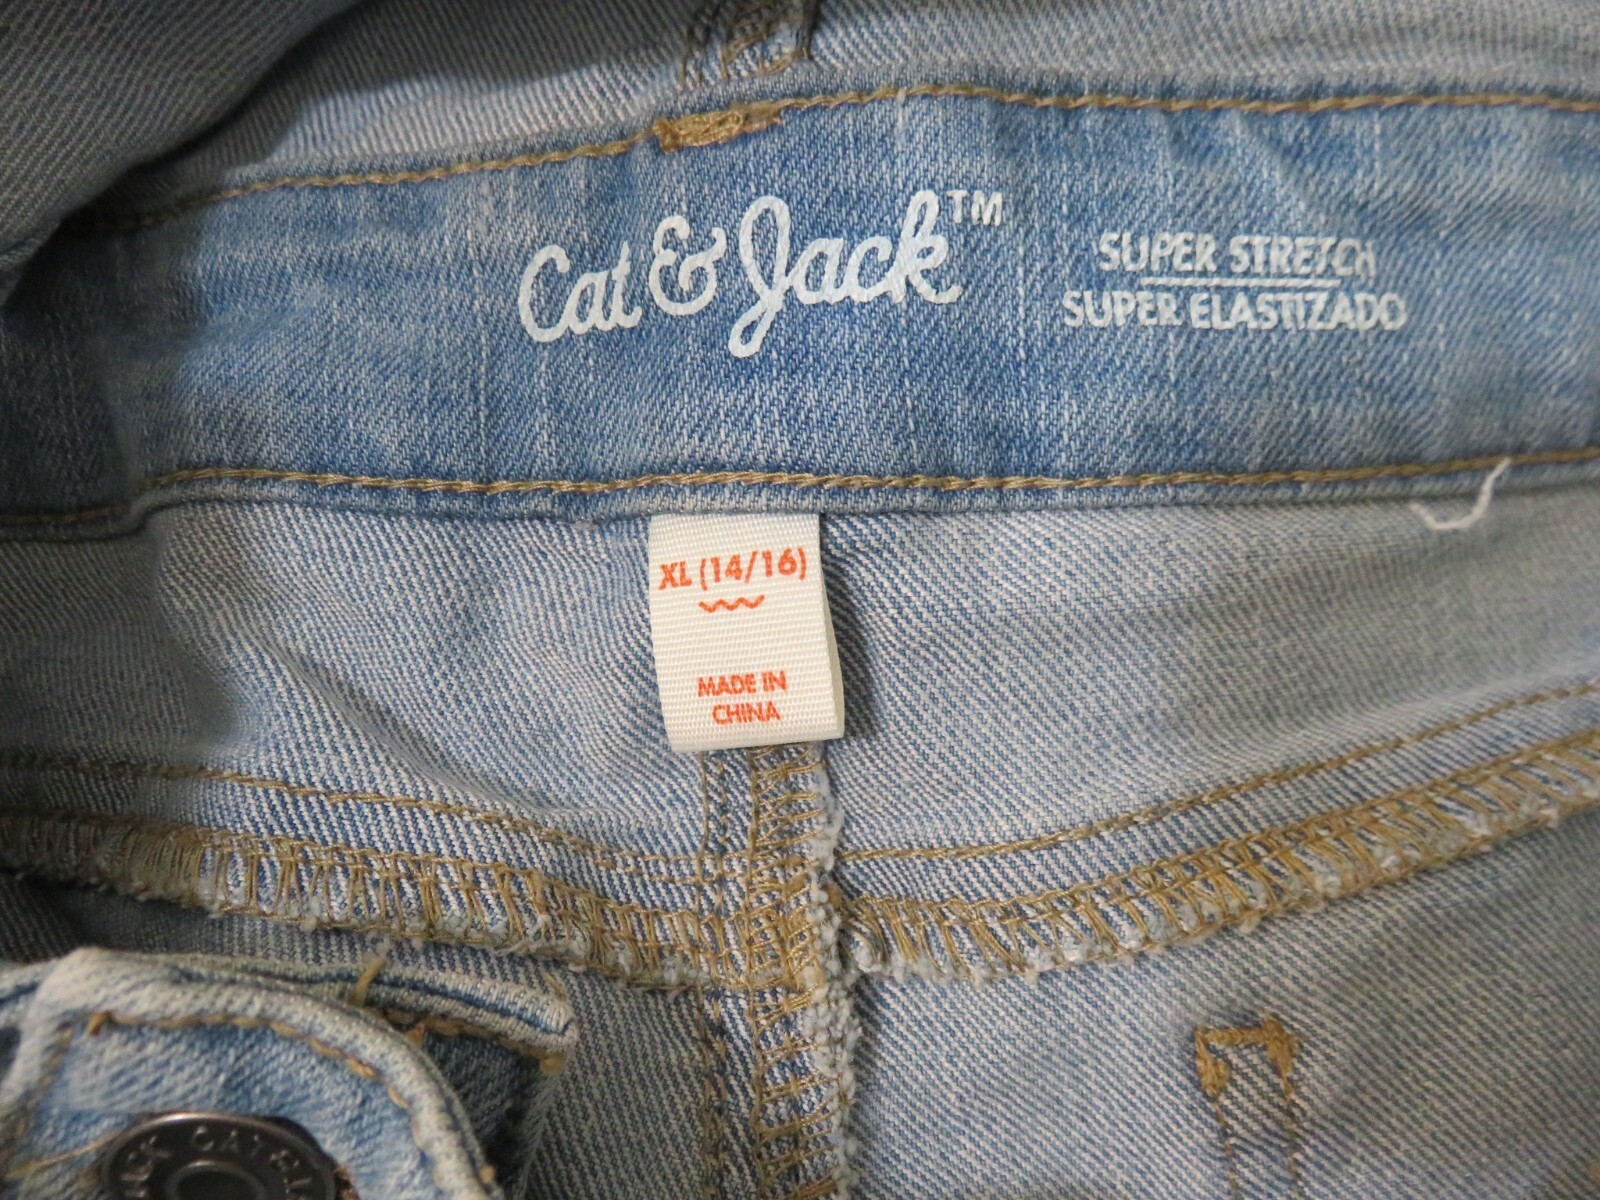 Cat & Jack™
SUPER STRETCH
SUPER ELASTIZADO
XL (14/16)
MADE IN
CHINA